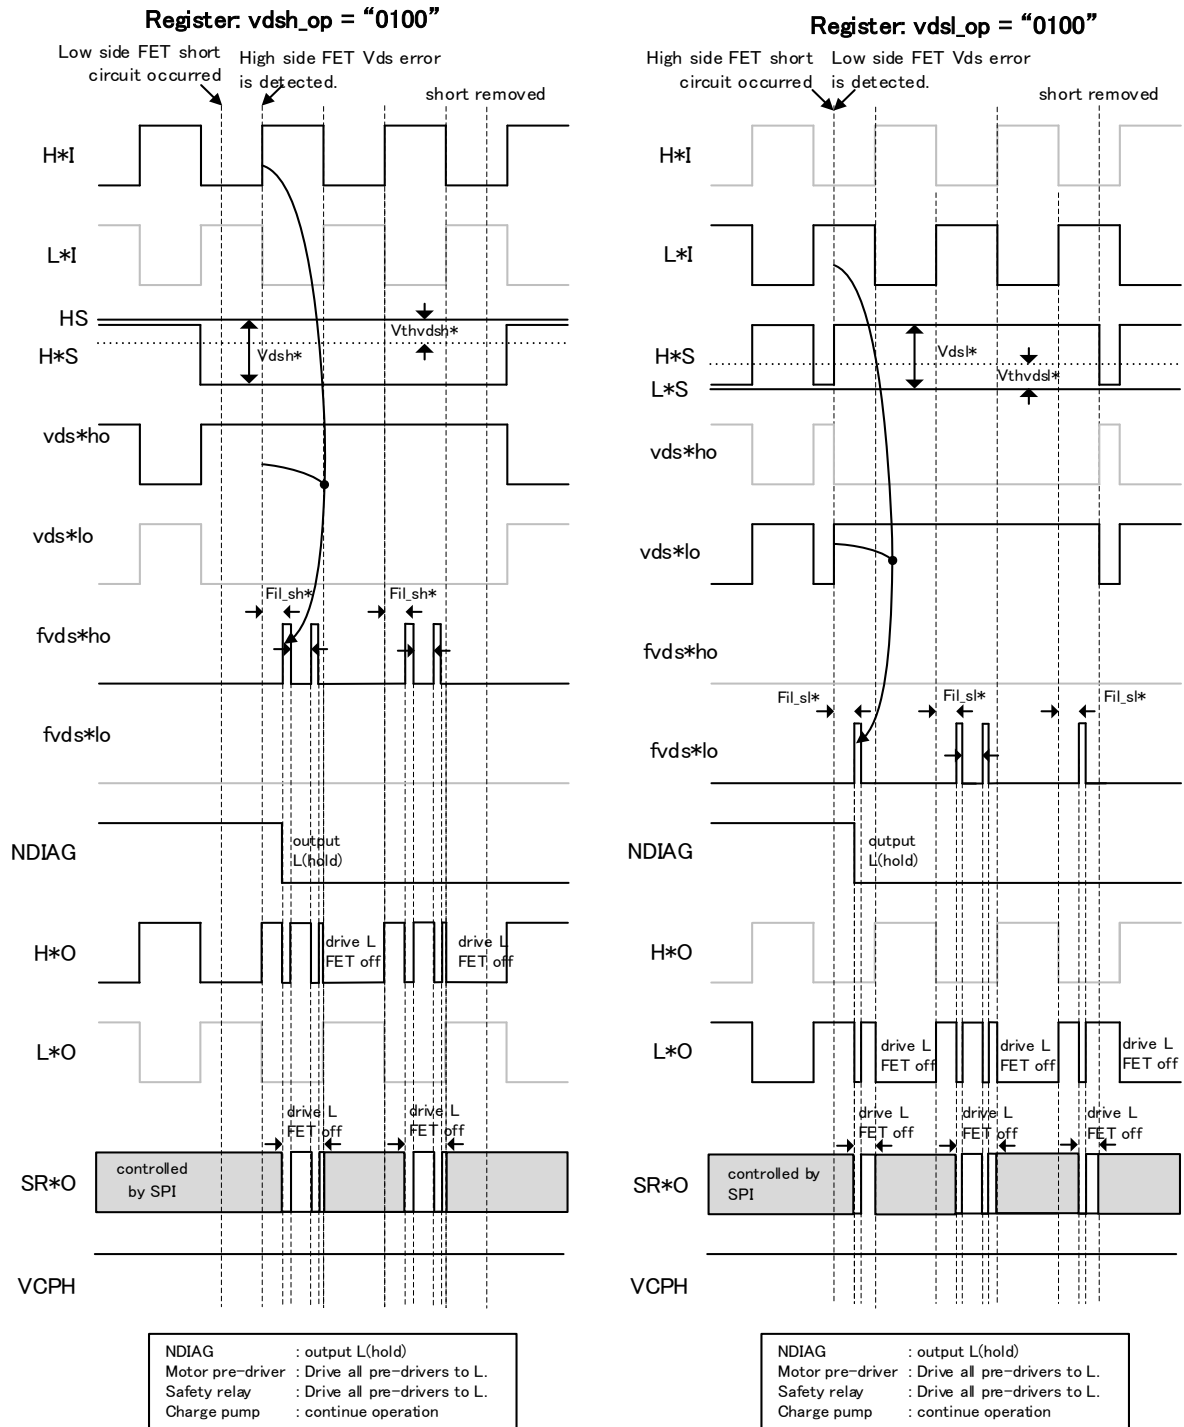 Register: vdsh_op = “0100”
Low side FET short
circuit occurred
High side FET Vds error
is detected.
short removed
H*I
L*I
HS
Vthvdsh*
H*S
Vdsh*
vds*ho
vds*lo
Fil_sh*
Fil_sh*
fvds*ho
fvds*lo
NDIAG
output
L(hold)
H*O
drive L
FET off
drive L
FET off
L*O
drive L
FET off
drive L
FET off
SR*O
controlled
by SPI
VCPH
NDIAG : output L(hold)
Motor pre-driver : Drive all pre-drivers to L.
Safety relay : Drive all pre-drivers to L.
Charge pump : continue operation
Register: vdsl_op = “0100”
High side FET short
circuit occurred
Low side FET Vds error
is detected.
short removed
H*I
L*I
H*S
Vdsl*
Vthvdsl*
L*S
vds*ho
vds*lo
fvds*ho
Fil_sl*
Fil_sl*
Fil_sl*
fvds*lo
NDIAG
output
L(hold)
H*O
L*O
drive L
FET off
drive L
FET off
drive L
FET off
drive L
FET off
drive L
FET off
drive L
FET off
SR*O
controlled by
SPI
VCPH
NDIAG : output L(hold)
Motor pre-driver : Drive all pre-drivers to L.
Safety relay : Drive all pre-drivers to L.
Charge pump : continue operation